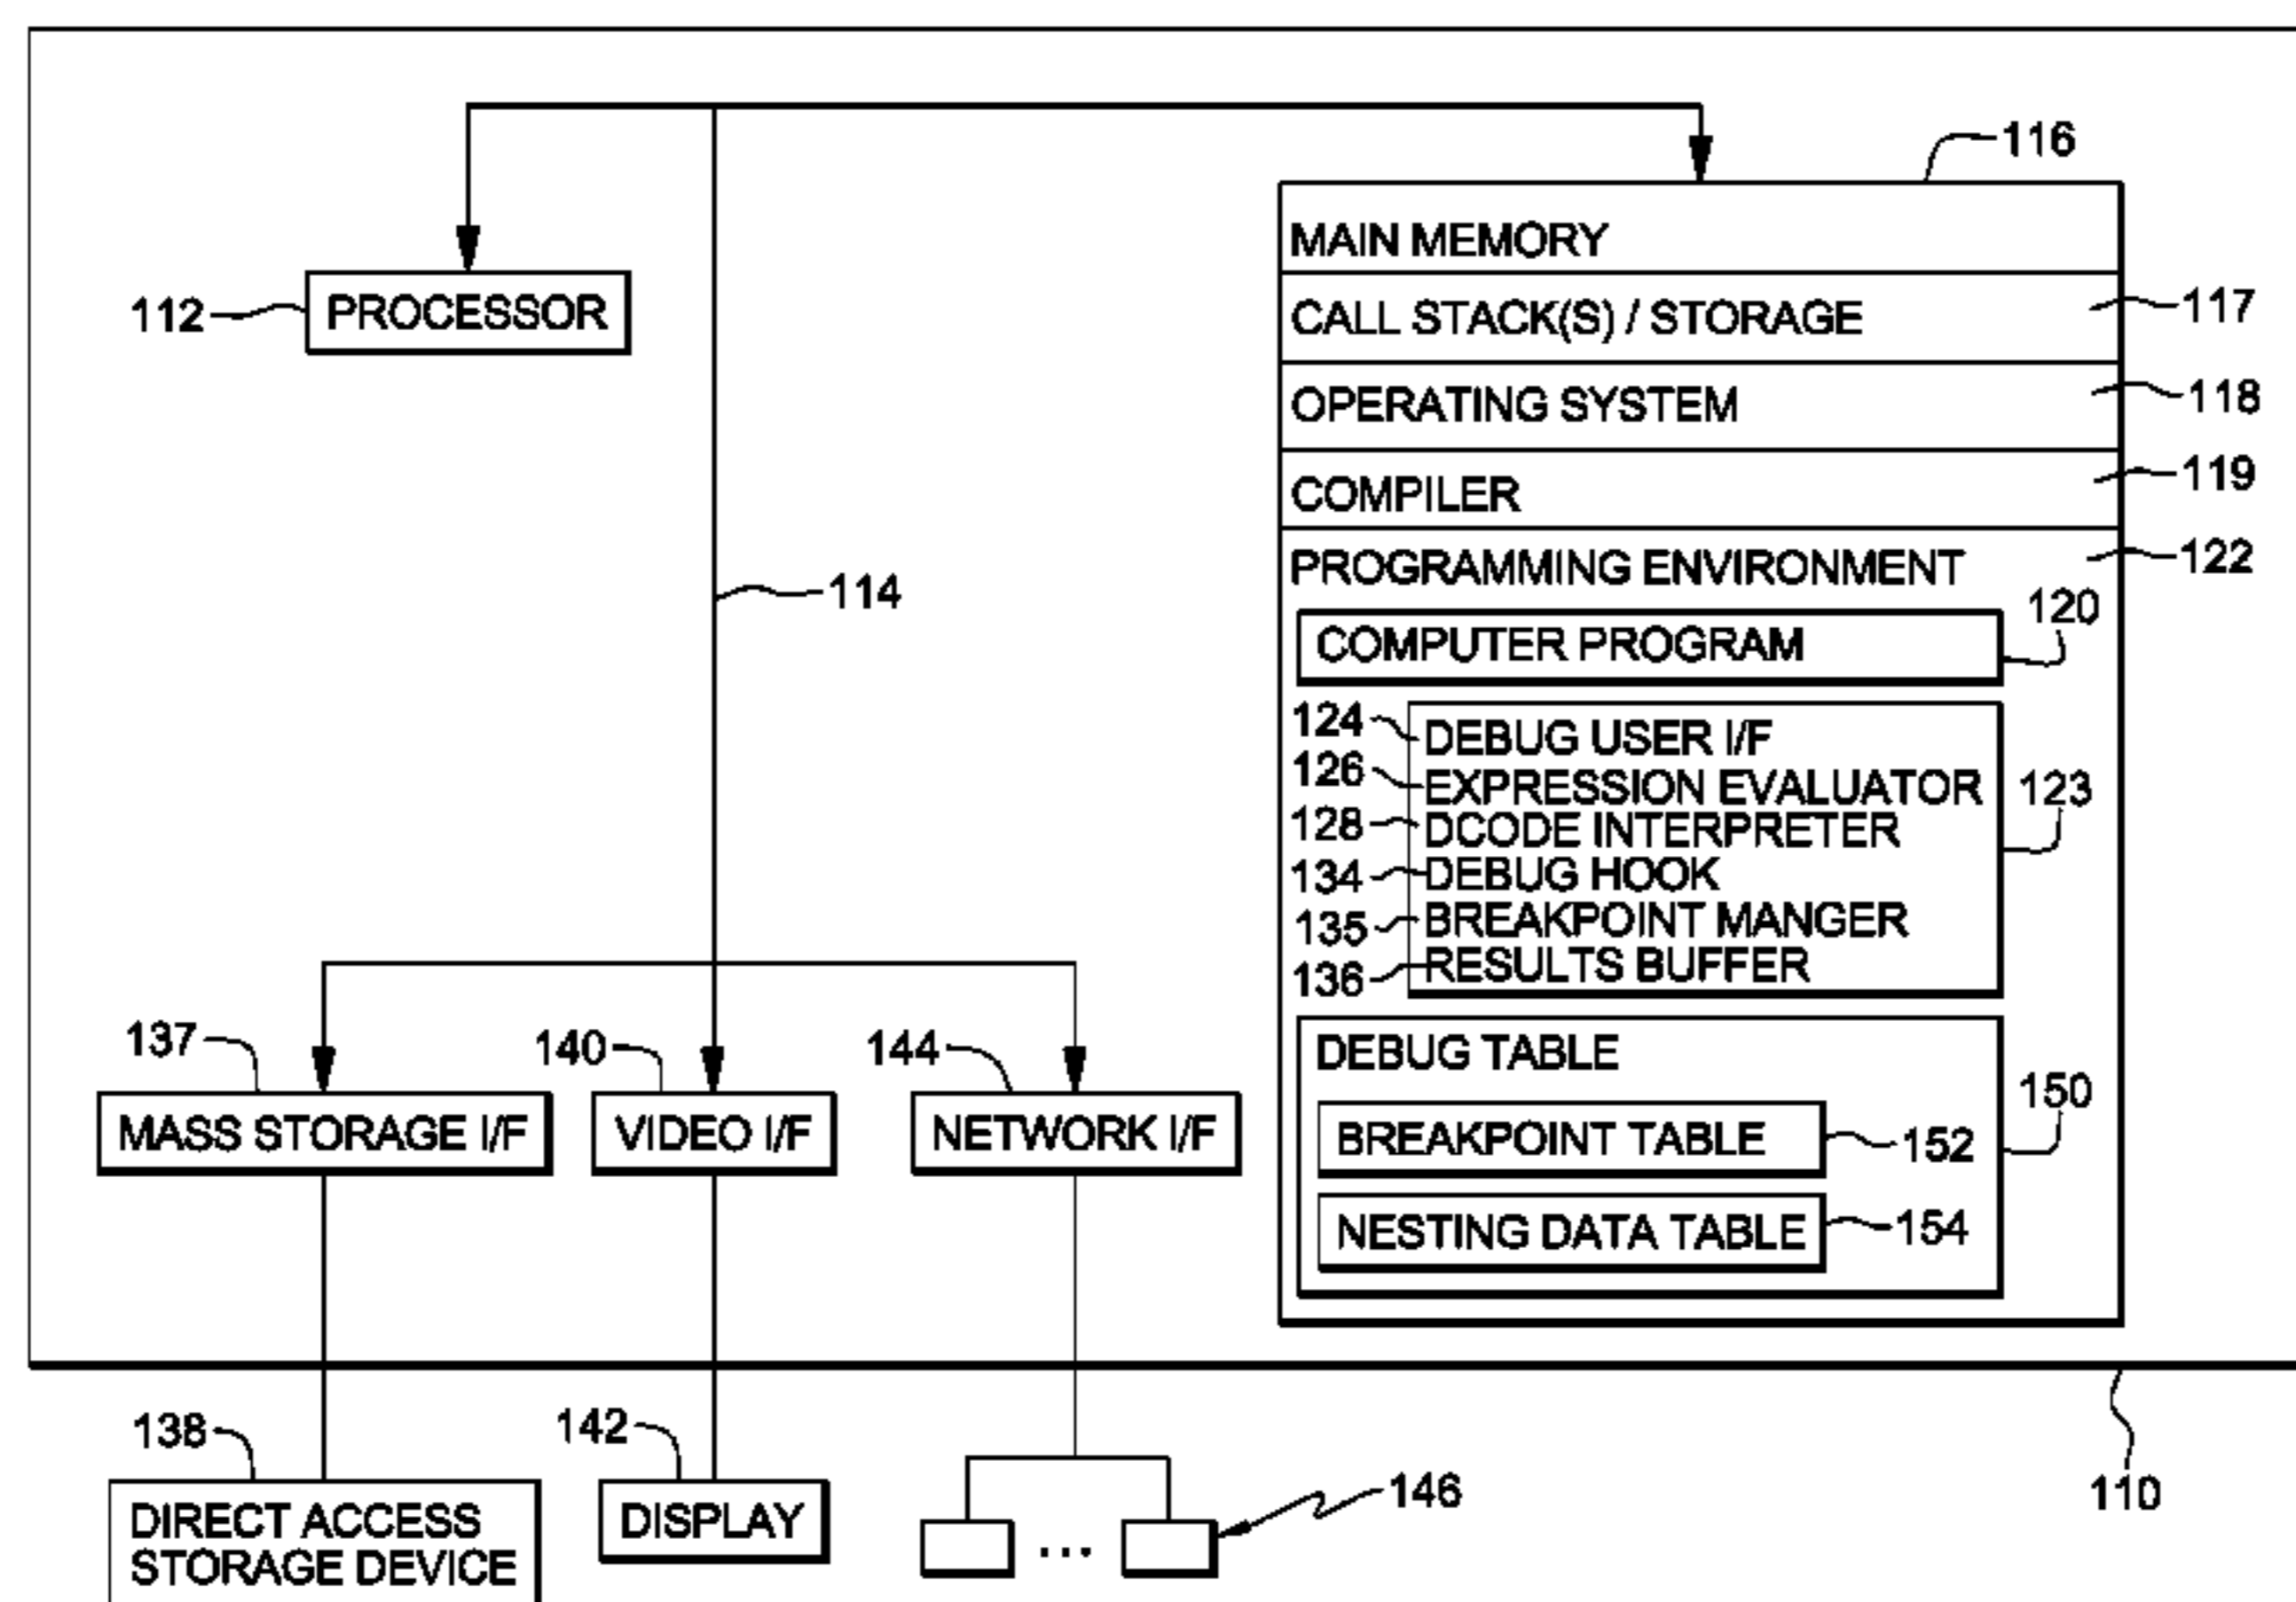 116
MAIN MEMORY
112
PROCESSOR
CALL STACK(S) / STORAGE
117
OPERATING SYSTEM
118
COMPILER
119
PROGRAMMING ENVIRONMENT
122
114
120
COMPUTER PROGRAM
124
DEBUG USER I/F
126
EXPRESSION EVALUATOR
123
128
DCODE INTERPRETER
134
DEBUG HOOK
135
BREAKPOINT MANGER
136
RESULTS BUFFER
137
140
144
DEBUG TABLE
150
MASS STORAGE I/F
VIDEO I/F
NETWORK I/F
BREAKPOINT TABLE
152
NESTING DATA TABLE
154
138
142
146
110
DIRECT ACCESS
STORAGE DEVICE
DISPLAY
...